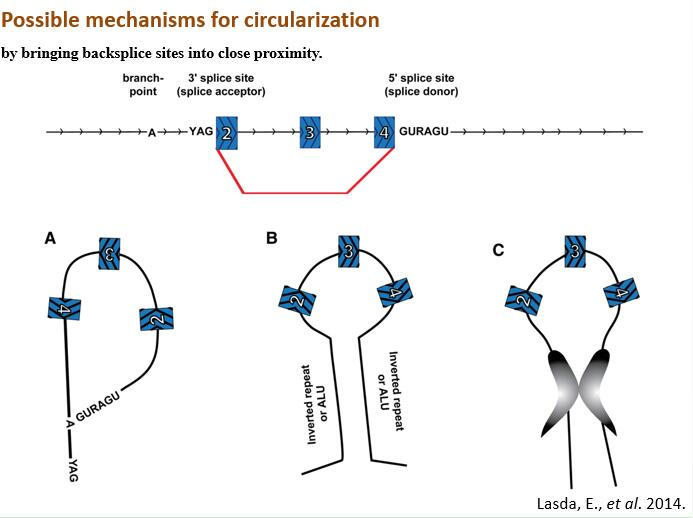 Possible mechanisms for circularization
by bringing backsplice sites into close proximity.
branch-
point
3' splice site
(splice acceptor)
5' splice site
(splice donor)
A
YAG
2
3
4
GURAGU
A
3
4
2
A GURAGU
YAG
B
3
2
4
Inverted repeat
or ALU
Inverted repeat
or ALU
C
3
2
4
Lasda, E., et al. 2014.